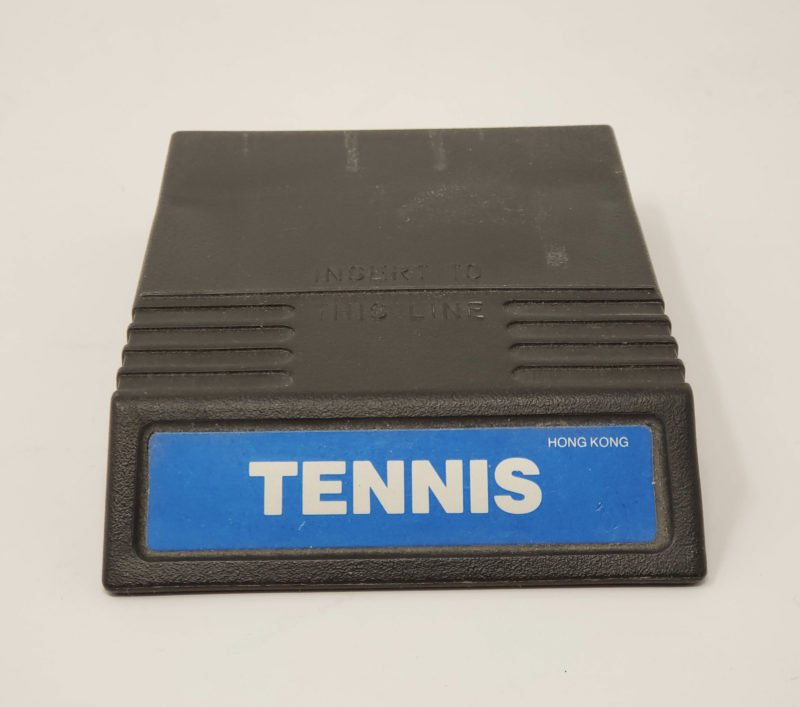 INSERT TO
THIS LINE
HONG KONG
TENNIS